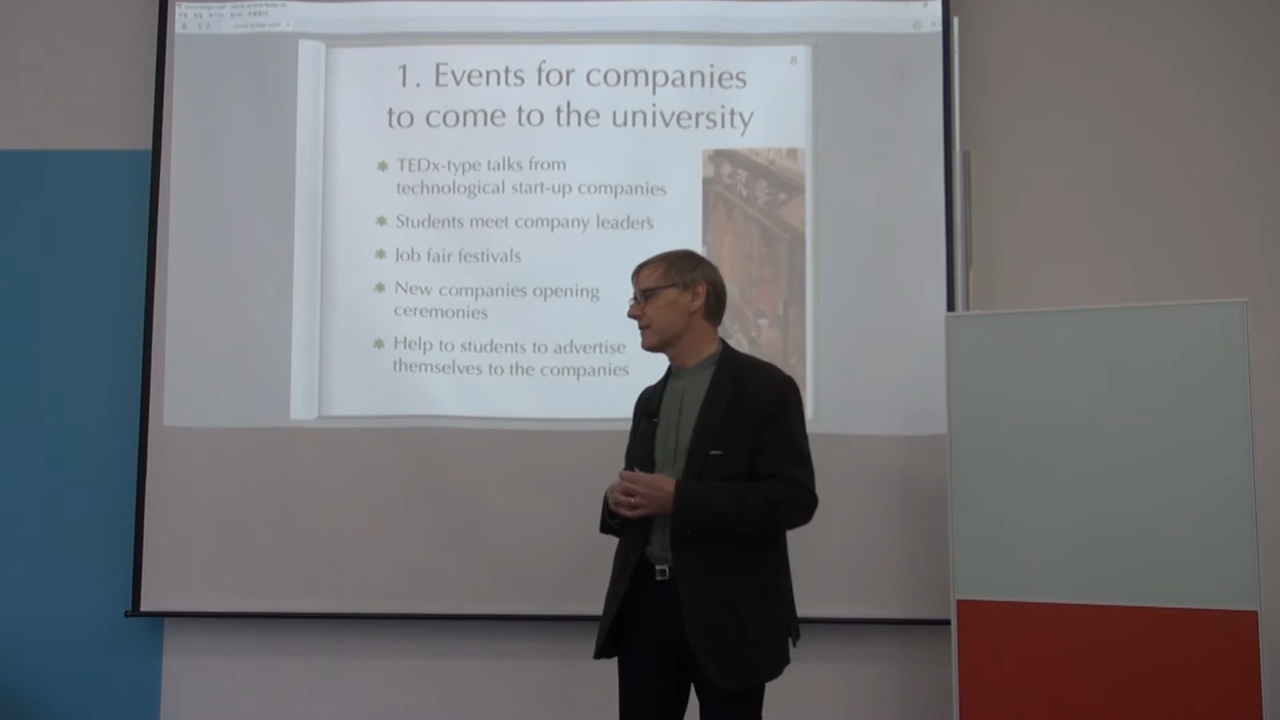 8
1. Events for companies
to come to the university
TEDx-type talks from
technological start-up companies
Students meet company leaders
Job fair festivals
New companies opening
ceremonies
Help to students to advertise
themselves to the companies